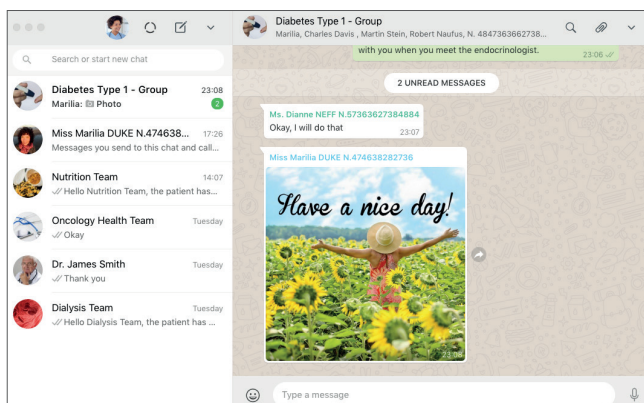 Search or start new chat
Diabetes Type 1 - Group 23:08
Marilia: Photo 2
Miss Marilia DUKE N.474638... 17:26
Messages you send to this chat and call...
Nutrition Team 14:07
Hello Nutrition Team, the patient has...
Oncology Health Team Tuesday
Okay
Dr. James Smith Tuesday
Thank you
Dialysis Team Tuesday
Hello Dialysis Team, the patient has ...
Diabetes Type 1 - Group
Marilia, Charles Davis , Martin Stein, Robert Naufus, N. 4847363662738...
with you when you meet the endocrinologist.
23:06
2 UNREAD MESSAGES
Ms. Dianne NEFF N.57363627384884
Okay, I will do that
23:07
Miss Marilia DUKE N.474638282736
Have a nice day!
23:08
Type a message